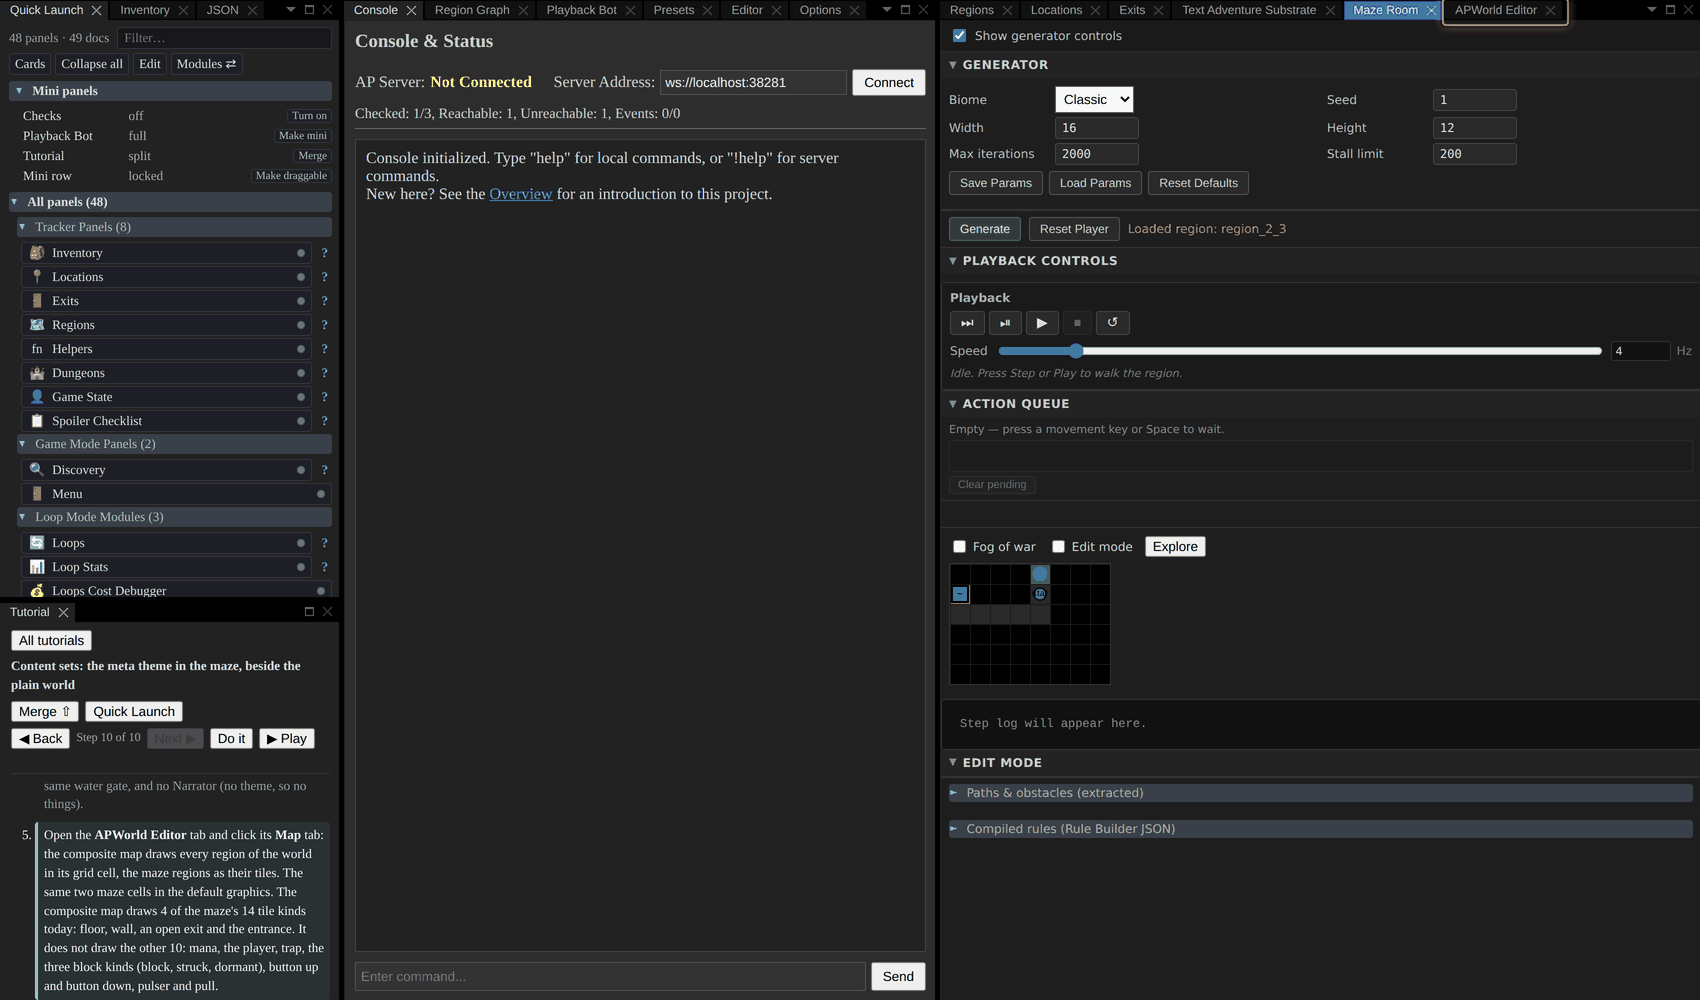 Quick Launch
Inventory
JSON
48 panels · 49 docs
Filter…
Cards
Collapse all
Edit
Modules ⇄
Mini panels
Checks off Turn on
Playback Bot full Make mini
Tutorial split Merge
Mini row locked Make draggable
All panels (48)
Tracker Panels (8)
Inventory ?
Locations ?
Exits ?
Regions ?
fn Helpers ?
Dungeons ?
Game State ?
Spoiler Checklist ?
Game Mode Panels (2)
Discovery ?
Menu
Loop Mode Modules (3)
Loops ?
Loop Stats ?
Loops Cost Debugger
Tutorial
All tutorials
Content sets: the meta theme in the maze, beside the
plain world
Merge ⇧
Quick Launch
◀ Back
Step 10 of 10
Next ▶
Do it
▶ Play
same water gate, and no Narrator (no theme, so no
things).
5. Open the APWorld Editor tab and click its Map tab:
the composite map draws every region of the world
in its grid cell, the maze regions as their tiles. The
same two maze cells in the default graphics. The
composite map draws 4 of the maze's 14 tile kinds
today: floor, wall, an open exit and the entrance. It
does not draw the other 10: mana, the player, trap, the
three block kinds (block, struck, dormant), button up
and button down, pulser and pull.
Console
Region Graph
Playback Bot
Presets
Editor
Options
Console & Status
AP Server: Not Connected Server Address: ws://localhost:38281 Connect
Checked: 1/3, Reachable: 1, Unreachable: 1, Events: 0/0
Console initialized. Type "help" for local commands, or "!help" for server
commands.
New here? See the Overview for an introduction to this project.
Enter command...
Send
Regions
Locations
Exits
Text Adventure Substrate
Maze Room
APWorld Editor
Show generator controls
GENERATOR
Biome Classic Seed 1
Width 16 Height 12
Max iterations 2000 Stall limit 200
Save Params
Load Params
Reset Defaults
Generate
Reset Player
Loaded region: region_2_3
PLAYBACK CONTROLS
Playback
Speed 4 Hz
Idle. Press Step or Play to walk the region.
ACTION QUEUE
Empty — press a movement key or Space to wait.
Clear pending
Fog of war
Edit mode
Explore
Step log will appear here.
EDIT MODE
Paths & obstacles (extracted)
Compiled rules (Rule Builder JSON)